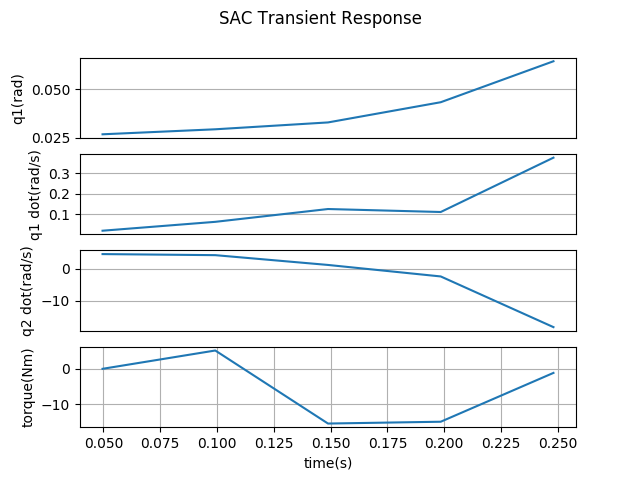 SAC Transient Response
q1(rad)
0.050
0.025
q1 dot(rad/s)
0.3
0.2
0.1
q2 dot(rad/s)
0
−10
torque(Nm)
0
−10
0.050 0.075 0.100 0.125 0.150 0.175 0.200 0.225 0.250
time(s)